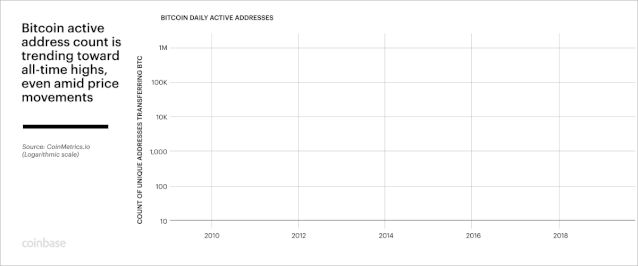 BITCOIN DAILY ACTIVE ADDRESSES
Bitcoin active
address count is
trending toward
all-time highs,
even amid price
movements
Source: CoinMetrics.io
(Logarithmic scale)
coinbase
COUNT OF UNIQUE ADDRESSES TRANSFERRING BTC
1M
100K
10K
1,000
100
10
2010
2012
2014
2016
2018